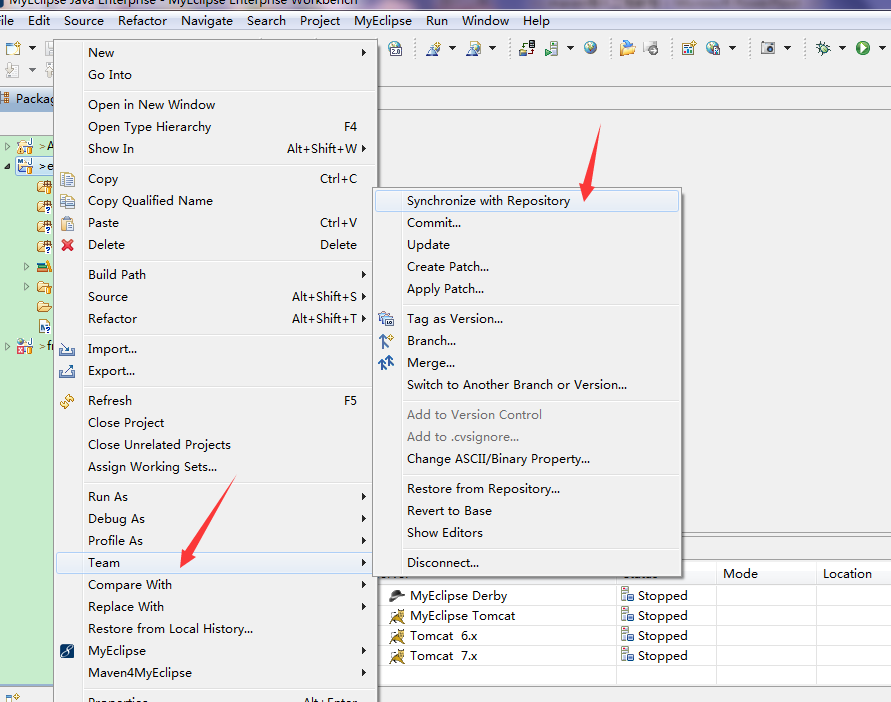 MyEclipse Java Enterprise - MyEclipse Enterprise Workbench
ile Edit Source Refactor Navigate Search Project MyEclipse Run Window Help
Packag
New
Go Into
Open in New Window
Open Type Hierarchy F4
Show In Alt+Shift+W
Copy Ctrl+C
Copy Qualified Name
Paste Ctrl+V
Delete Delete
Build Path
Source Alt+Shift+S
Refactor Alt+Shift+T
Import...
Export...
Refresh F5
Close Project
Close Unrelated Projects
Assign Working Sets...
Run As
Debug As
Profile As
Team
Compare With
Replace With
Restore from Local History...
MyEclipse
Maven4MyEclipse
Properties Alt+Enter
Synchronize with Repository
Commit...
Update
Create Patch...
Apply Patch...
Tag as Version...
Branch...
Merge...
Switch to Another Branch or Version...
Add to Version Control
Add to .cvsignore...
Change ASCII/Binary Property...
Restore from Repository...
Revert to Base
Show Editors
Disconnect...
Status Mode Location
MyEclipse Derby Stopped
MyEclipse Tomcat Stopped
Tomcat 6.x Stopped
Tomcat 7.x Stopped